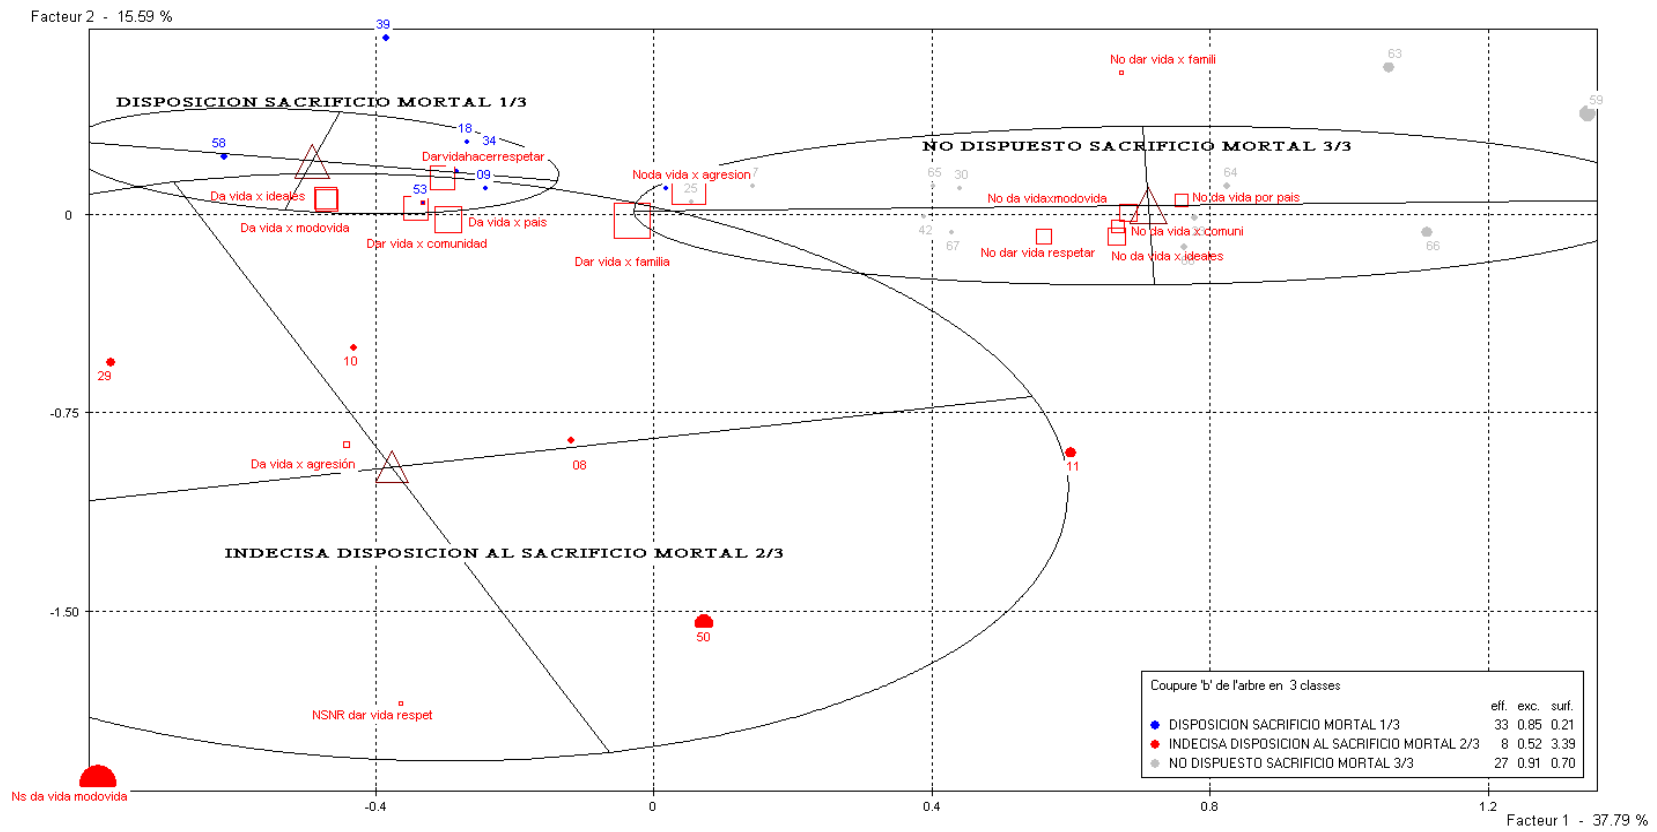 Facteur 2 - 15.59 %
39
63
No dar vida x famili
59
DISPOSICION SACRIFICIO MORTAL 1/3
18
34
58
NO DISPUESTO SACRIFICIO MORTAL 3/3
Darvidahacerrespetar
09
Noda vida x agresion
7
65
30
64
53
25
Da vida x ideales
No da vidaxmodovida
No da vida por pais
0
Da vida x modovida
Da vida x pais
Dar vida x comunidad
42
67
No da vida x comuni
66
Dar vida x familia
No dar vida respetar
No da vida x ideales
10
29
-0.75
Da vida x agresión
08
11
INDECISA DISPOSICION AL SACRIFICIO MORTAL 2/3
-1.50
50
NSNR dar vida respet
Ns da vida modovida
Coupure 'b' de l'arbre en 3 classes
eff. exc. surf.
DISPOSICION SACRIFICIO MORTAL 1/3 33 0.85 0.21
INDECISA DISPOSICION AL SACRIFICIO MORTAL 2/3 8 0.52 3.39
NO DISPUESTO SACRIFICIO MORTAL 3/3 27 0.91 0.70
-0.4
0
0.4
0.8
1.2
Facteur 1 - 37.79 %